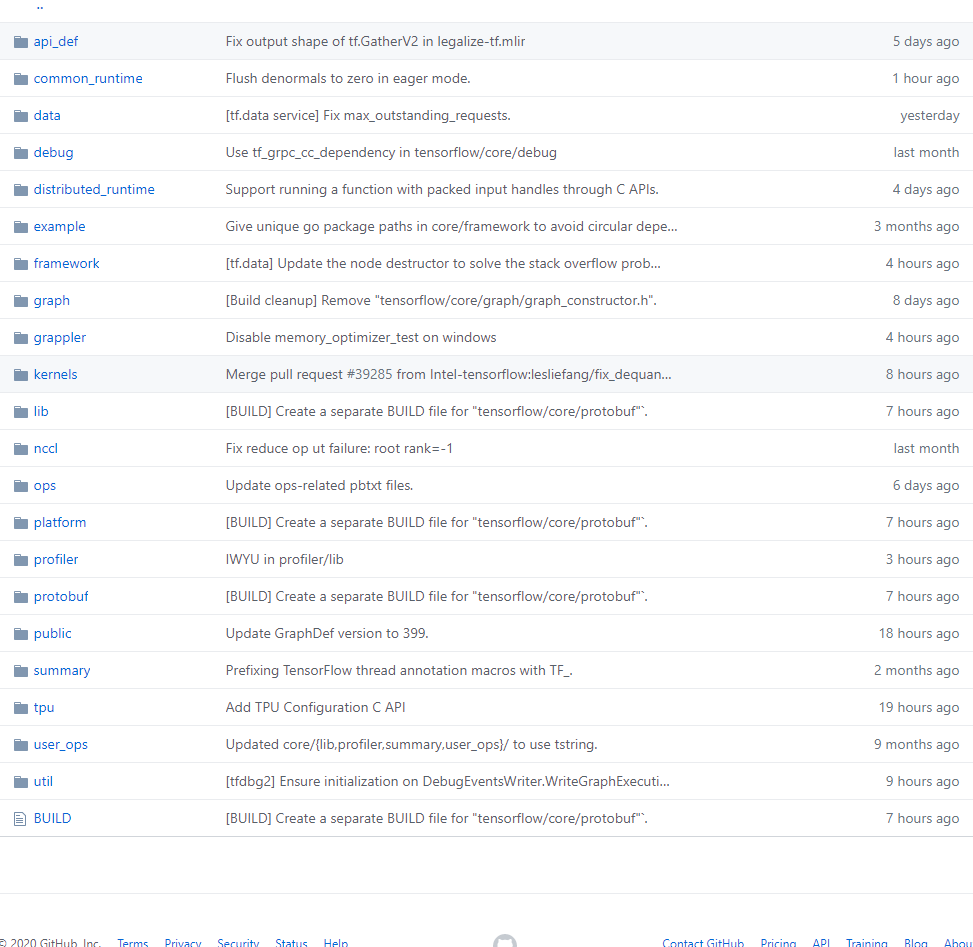 ..
api_def Fix output shape of tf.GatherV2 in legalize-tf.mlir 5 days ago
common_runtime Flush denormals to zero in eager mode. 1 hour ago
data [tf.data service] Fix max_outstanding_requests. yesterday
debug Use tf_grpc_cc_dependency in tensorflow/core/debug last month
distributed_runtime Support running a function with packed input handles through C APIs. 4 days ago
example Give unique go package paths in core/framework to avoid circular depe... 3 months ago
framework [tf.data] Update the node destructor to solve the stack overflow prob... 4 hours ago
graph [Build cleanup] Remove "tensorflow/core/graph/graph_constructor.h". 8 days ago
grappler Disable memory_optimizer_test on windows 4 hours ago
kernels Merge pull request #39285 from Intel-tensorflow:lesliefang/fix_dequan... 8 hours ago
lib [BUILD] Create a separate BUILD file for "tensorflow/core/protobuf"`. 7 hours ago
nccl Fix reduce op ut failure: root rank=-1 last month
ops Update ops-related pbtxt files. 6 days ago
platform [BUILD] Create a separate BUILD file for "tensorflow/core/protobuf"`. 7 hours ago
profiler IWYU in profiler/lib 3 hours ago
protobuf [BUILD] Create a separate BUILD file for "tensorflow/core/protobuf"`. 7 hours ago
public Update GraphDef version to 399. 18 hours ago
summary Prefixing TensorFlow thread annotation macros with TF_. 2 months ago
tpu Add TPU Configuration C API 19 hours ago
user_ops Updated core/{lib,profiler,summary,user_ops}/ to use tstring. 9 months ago
util [tfdbg2] Ensure initialization on DebugEventsWriter.WriteGraphExecuti... 9 hours ago
BUILD [BUILD] Create a separate BUILD file for "tensorflow/core/protobuf"`. 7 hours ago
© 2020 GitHub, Inc. Terms Privacy Security Status Help Contact GitHub Pricing API Training Blog Abou